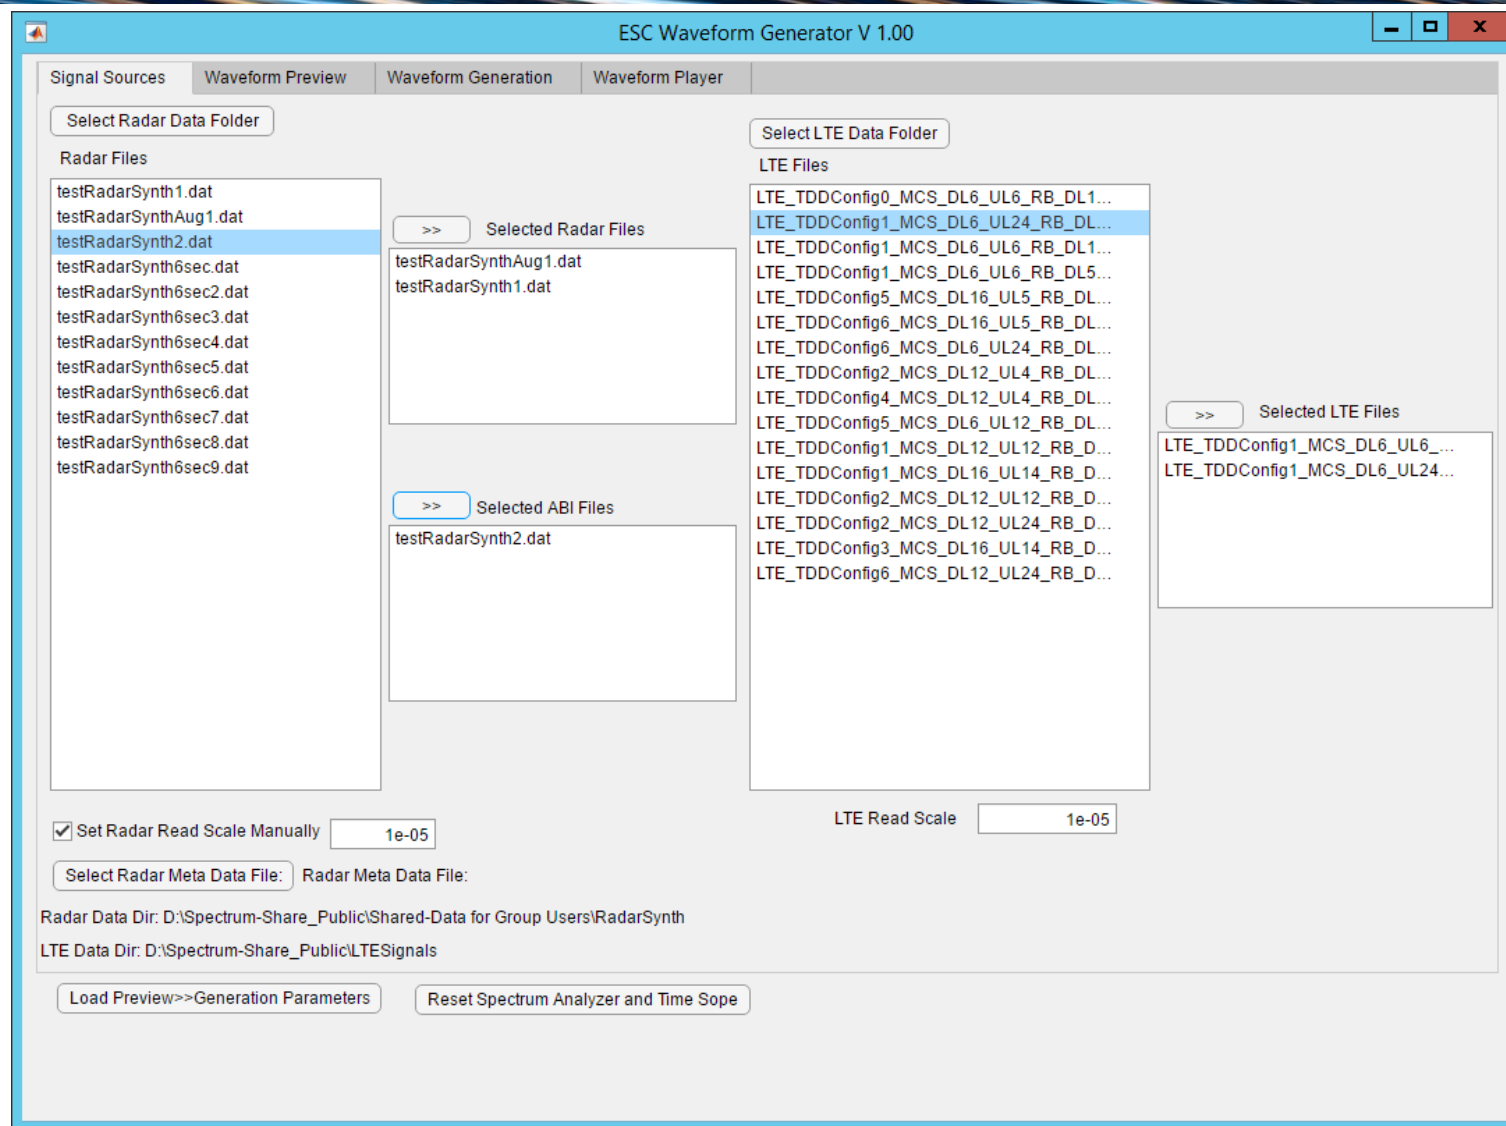 ESC Waveform Generator V 1.00
Signal Sources
Waveform Preview
Waveform Generation
Waveform Player
Select Radar Data Folder
Radar Files
testRadarSynth1.dat
testRadarSynthAug1.dat
testRadarSynth2.dat
testRadarSynth6sec.dat
testRadarSynth6sec2.dat
testRadarSynth6sec3.dat
testRadarSynth6sec4.dat
testRadarSynth6sec5.dat
testRadarSynth6sec6.dat
testRadarSynth6sec7.dat
testRadarSynth6sec8.dat
testRadarSynth6sec9.dat
>> Selected Radar Files
testRadarSynthAug1.dat
testRadarSynth1.dat
>> Selected ABI Files
testRadarSynth2.dat
Select LTE Data Folder
LTE Files
LTE_TDDConfig0_MCS_DL6_UL6_RB_DL1...
LTE_TDDConfig1_MCS_DL6_UL24_RB_DL...
LTE_TDDConfig1_MCS_DL6_UL6_RB_DL1...
LTE_TDDConfig1_MCS_DL6_UL6_RB_DL5...
LTE_TDDConfig5_MCS_DL16_UL5_RB_DL...
LTE_TDDConfig6_MCS_DL16_UL5_RB_DL...
LTE_TDDConfig6_MCS_DL6_UL24_RB_DL...
LTE_TDDConfig2_MCS_DL12_UL4_RB_DL...
LTE_TDDConfig4_MCS_DL12_UL4_RB_DL...
LTE_TDDConfig5_MCS_DL6_UL12_RB_DL...
LTE_TDDConfig1_MCS_DL12_UL12_RB_D...
LTE_TDDConfig1_MCS_DL16_UL14_RB_D...
LTE_TDDConfig2_MCS_DL12_UL12_RB_D...
LTE_TDDConfig2_MCS_DL12_UL24_RB_D...
LTE_TDDConfig3_MCS_DL16_UL14_RB_D...
LTE_TDDConfig6_MCS_DL12_UL24_RB_D...
>> Selected LTE Files
LTE_TDDConfig1_MCS_DL6_UL6_...
LTE_TDDConfig1_MCS_DL6_UL24...
Set Radar Read Scale Manually 1e-05
LTE Read Scale 1e-05
Select Radar Meta Data File: Radar Meta Data File:
Radar Data Dir: D:\Spectrum-Share_Public\Shared-Data for Group Users\RadarSynth
LTE Data Dir: D:\Spectrum-Share_Public\LTESignals
Load Preview>>Generation Parameters
Reset Spectrum Analyzer and Time Sope